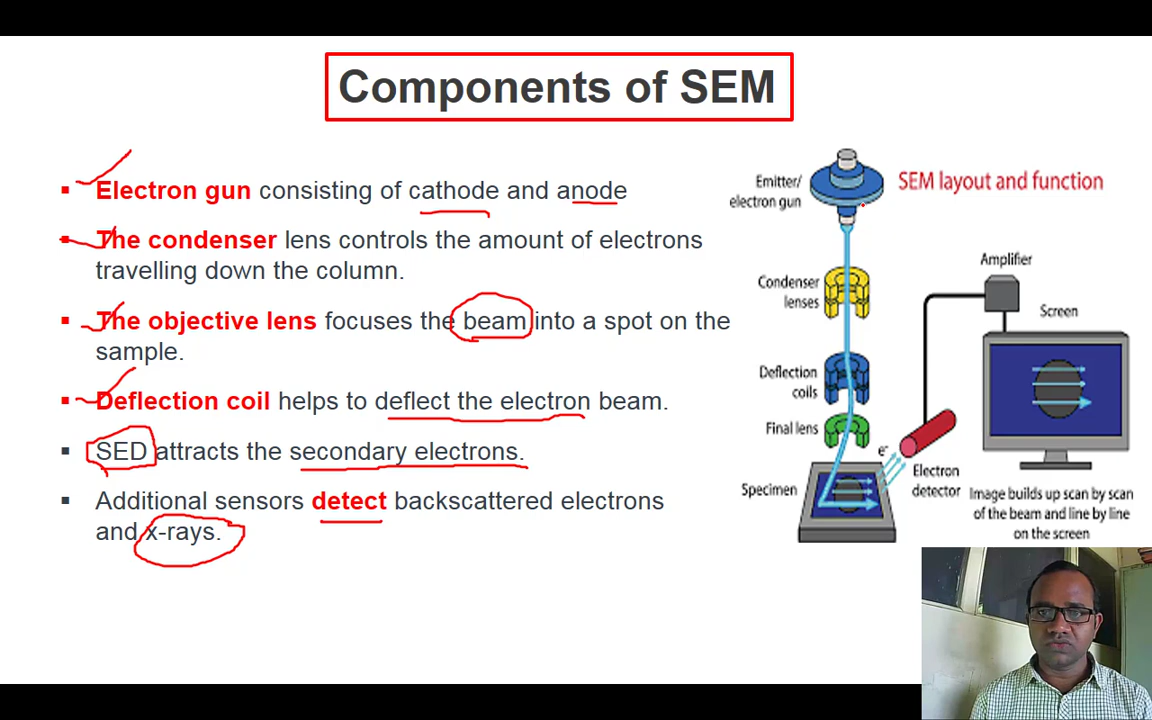 Components of SEM
Electron gun consisting of cathode and anode
The condenser lens controls the amount of electrons
travelling down the column.
The objective lens focuses the beam into a spot on the
sample.
Deflection coil helps to deflect the electron beam.
SED attracts the secondary electrons.
Additional sensors detect backscattered electrons
and x-rays.
SEM layout and function
Emitter/
electron gun
Condenser
lenses
Deflection
coils
Final lens
Specimen
e⁻
Electron
detector
Amplifier
Screen
Image builds up scan by scan
of the beam and line by line
on the screen